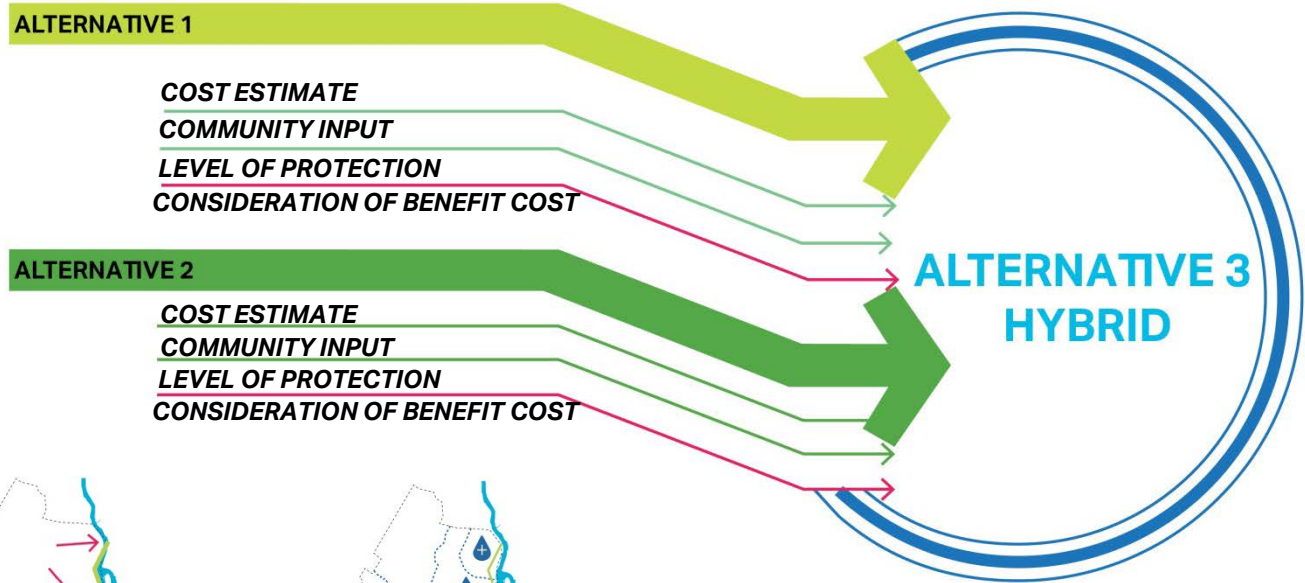 ALTERNATIVE 1
COST ESTIMATE
COMMUNITY INPUT
LEVEL OF PROTECTION
CONSIDERATION OF BENEFIT COST
ALTERNATIVE 2
COST ESTIMATE
COMMUNITY INPUT
LEVEL OF PROTECTION
CONSIDERATION OF BENEFIT COST
ALTERNATIVE 3
HYBRID